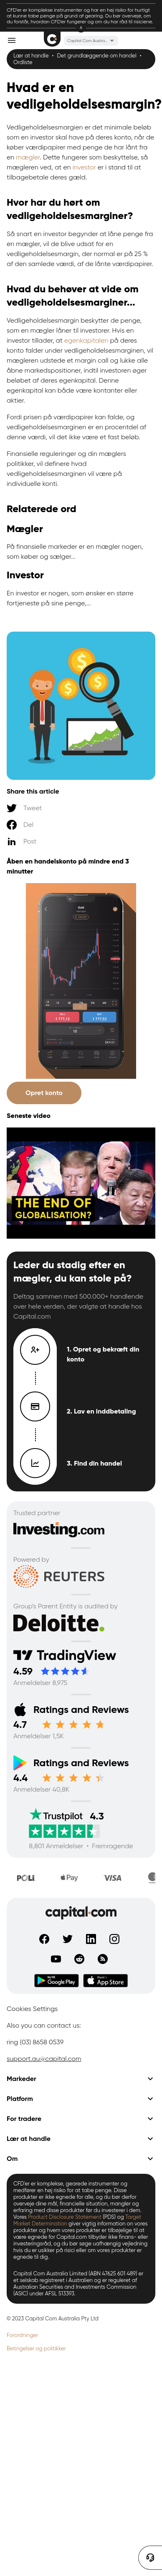 CFD'er er komplekse instrumenter og har en høj risiko for hurtigt
at kunne tabe penge på grund af gearing. Du bør overveje, om
du forstår, hvordan CFD'er fungerer og om du har råd til risiciene.
Capital Com Austra...
Lær at handle • Det grundlæggende om handel •
Ordliste
Hvad er en
vedligeholdelsesmargin?
Vedligeholdelsesmargin er det minimale beløb
en investor skal have på deres konto, når de
har deltaget i en handel ved at låne penge fra
en mægler. Dette fungerer som beskyttelse, så
mægleren ved, at en investor er i stand til at
tilbagebetale deres gæld.
Hvor har du hørt om
vedligeholdelsesmarginer?
Så snart en investor begynder at låne penge fra
en mægler, vil de blive udsat for en
vedligeholdelsesmargin, der normal er på 25 %
af den samlede værdi, af de lånte værdipapirer.
Hvad du behøver at vide om
vedligeholdelsesmarginer...
Vedligeholdelsesmargin beskytter de penge,
som en mægler låner til investorer. Hvis en
investor tillader, at egenkapitalen på deres
konto falder under vedligeholdelsesmarginen, vil
mægleren udstede et margin-call eller ikke
åbne positioner, indtil investoren øger
beløbet af deres egenkapital. Denne
egenkapital kan både være kontanter eller
aktier.
Fordi prisen på værdipapirer kan falde, og
vedligeholdelsesmarginen er en procentdel af
denne værdi, vil det ikke være et fast beløb.
Finansielle reguleringer og din mæglers
politikker, vil definere hvad
vedligeholdelsesmarginen vil være på
individuelle konti.
Relaterede ord
Mægler
På finansielle markeder er en mægler nogen,
som køber og sælger...
Investor
En investor er nogen, som ønsker en større
fortjeneste på sine penge,...
Share this article
Tweet
Del
Post
Åben en handelskonto på mindre end 3
minutter
Opret konto
Seneste video
THE END OF
GLOBALISATION?
Leder du stadig efter en
mægler, du kan stole på?
Deltag sammen med 500.000+ handlende
over hele verden, der valgte at handle hos
Capital.com
1. Opret og bekræft din
konto
2. Lav en inddbetaling
3. Find din handel
Trusted partner
Investing.com
Powered by
REUTERS
Group's Parent Entity is audited by
Deloitte.
TradingView
4.59
Anmeldelser 8,975
Ratings and Reviews
4.7
Anmeldelser 1,5K
Ratings and Reviews
4.4
Anmeldelser 40,8K
Trustpilot 4.3
8,801 Anmeldelser • Fremragende
POLi Apple Pay VISA
capital.com
GET IT ON Google Play
Download on the App Store
Cookies Settings
Also you can contact us:
ring (03) 8658 0539
support.au@capital.com
Markeder
Platform
For tradere
Lær at handle
Om
CFD'er er komplekse, gearede instrumenter og
medfører en høj risiko for at tabe penge. Disse
produkter er ikke egnede for alle, og du bør derfor
overveje dine mål, finansielle situation, mængler og
erfaring med disse produkter før du investerer i dem.
Vores Product Disclosure Statement (PDS) og Target
Market Determination giver vigtig information om vores
produkter og hvem vores produkter er tilbejelige til at
være egnede for. Capital.com tilbyder ikke finans- eller
investeringsråd, og du bør søge uafhængig vejledning
hvis du er usikker på risici eller om vores produkter er
egnede til dig.
Capital Com Australia Limited (ABN 47625 601 489) er
et selskab registreret i Australien og er reguleret af
Australian Securities and Investments Commission
(ASIC) under AFSL 513393.
© 2023 Capital Com Australia Pty Ltd
Fororordninger
Betingelser og politikker